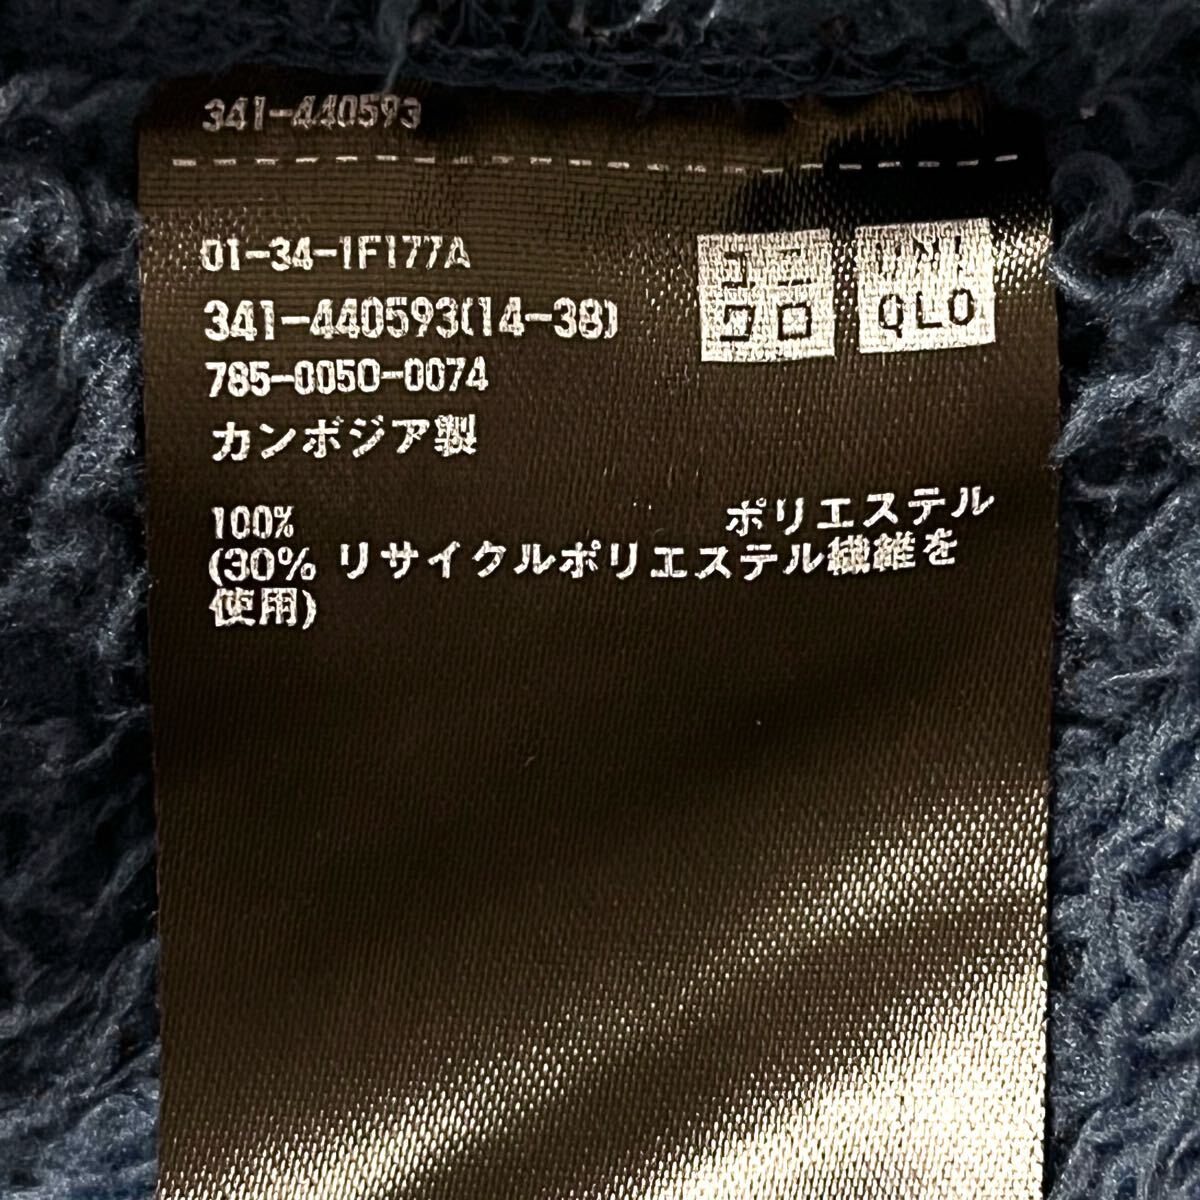 341-440593
01-34-1F177A
341-440593(14-38)
785-0050-0074
カンボジア製
ユニ
クロ
UNI
QLO
100% ポリエステル
(30% リサイクルポリエステル繊維を
使用)